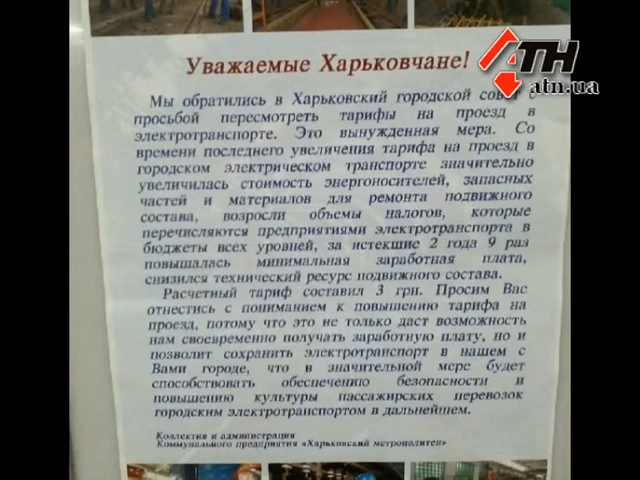 АТН
atn.ua
Уважаемые Харьковчане!
Мы обратились в Харьковский городской с
просьбой пересмотреть тарифы на проезд в
электротранспорте. Это вынужденная мера. Со
времени последнего увеличения тарифа на проезд в
городском электрическом транспорте значительно
увеличилась стоимость энергоносителей, запасных
частей и материалов для ремонта подвижного
состава, возросли объемы налогов, которые
перечисляются предприятиями электротранспорта в
бюджеты всех уровней, за истекшие 2 года 9 раз
повышалась минимальная заработная плата,
снизился технический ресурс подвижного состава.
Расчетный тариф составил 3 грн. Просим Вас
отнестись с пониманием к повышению тарифа на
проезд, потому что это не только даст возможность
нам своевременно получать заработную плату, но и
позволит сохранить электротранспорт в нашем с
Вами городе, что в значительной мере будет
способствовать обеспечению безопасности и
повышению культуры пассажирских перевозок
городским электротранспортом в дальнейшем.
Коллектив и администрация
Коммунального предприятия «Харьковский метрополитен»